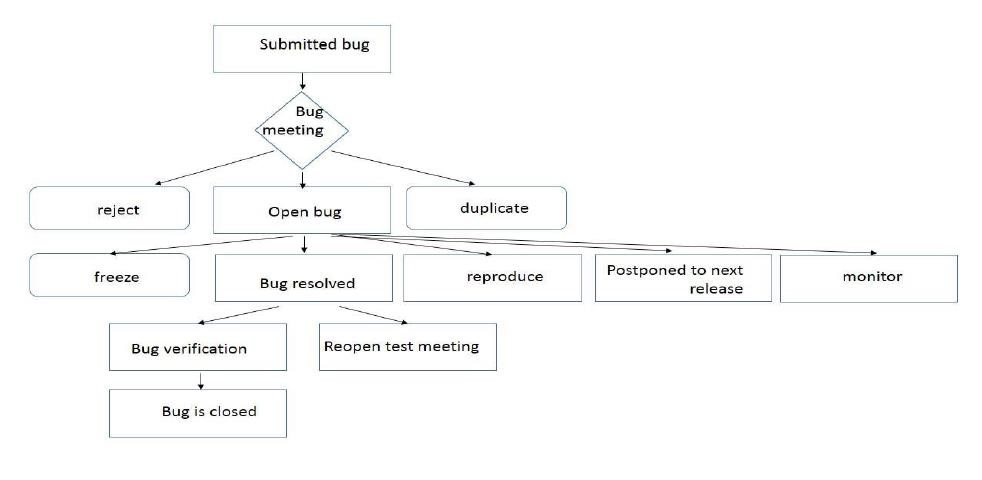 Submitted bug
Bug
meeting
reject
Open bug
duplicate
freeze
Bug resolved
reproduce
Postponed to next
release
monitor
Bug verification
Reopen test meeting
Bug is closed